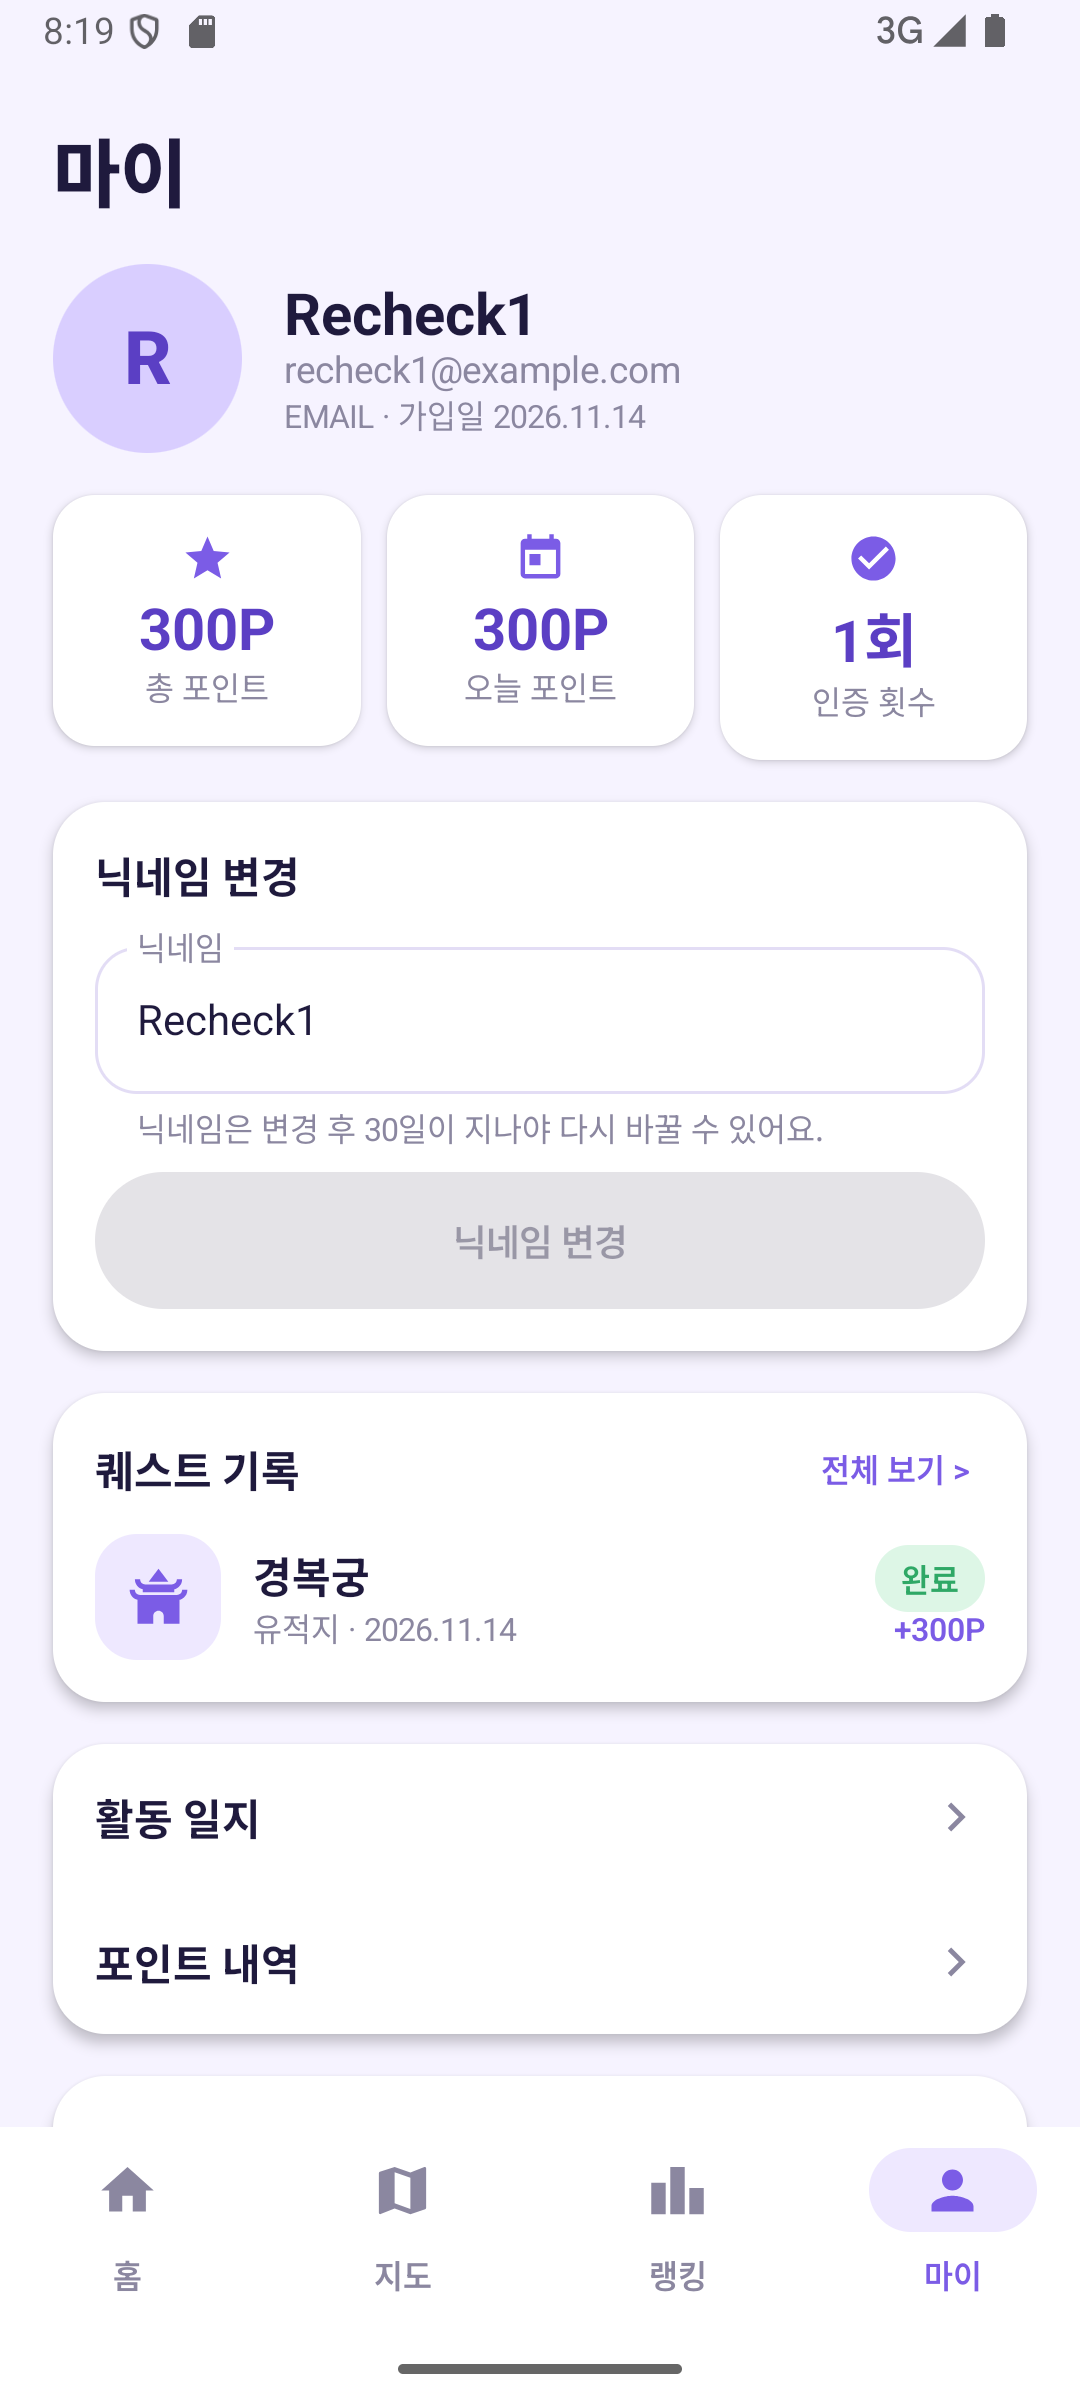 8:19
3G
마이
R
Recheck1
recheck1@example.com
EMAIL · 가입일 2026.11.14
300P
총 포인트
300P
오늘 포인트
1회
인증 횟수
닉네임 변경
닉네임
Recheck1
닉네임은 변경 후 30일이 지나야 다시 바꿀 수 있어요.
닉네임 변경
퀘스트 기록
전체 보기 >
경복궁
유적지 · 2026.11.14
완료
+300P
활동 일지
포인트 내역
홈
지도
랭킹
마이